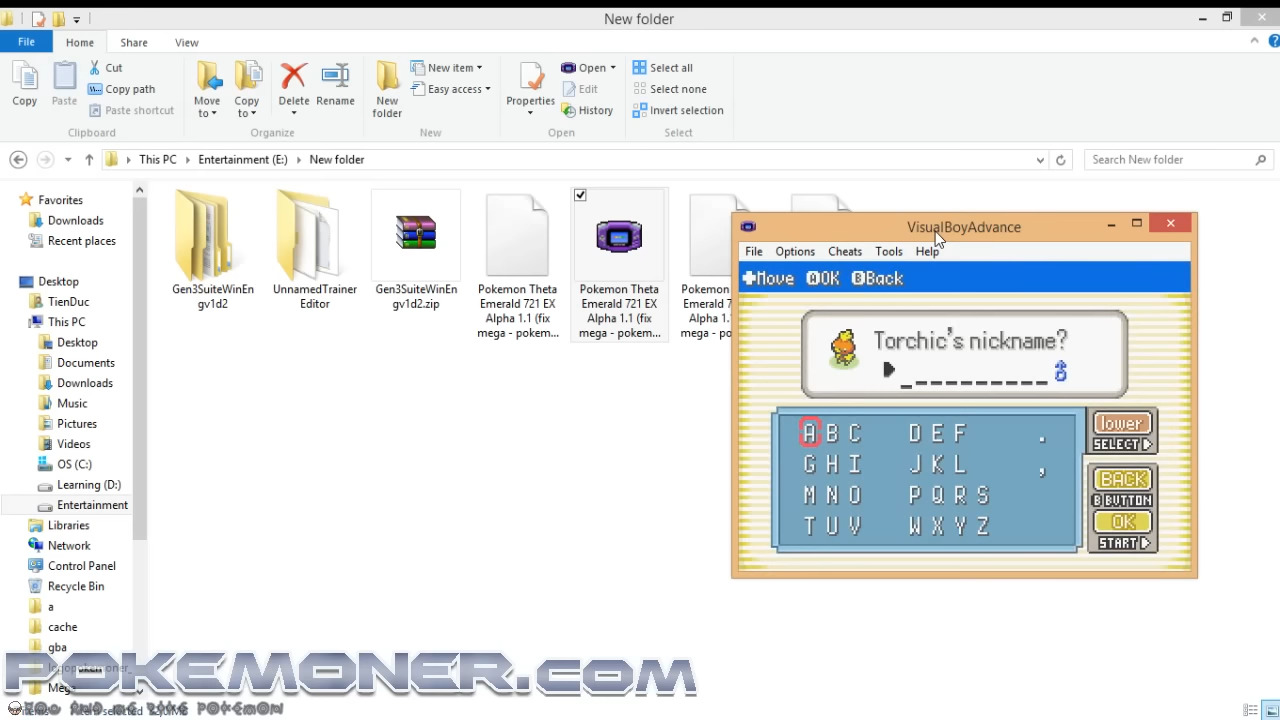 New folder
File Home Share View
Copy
Paste
Cut
Copy path
Paste shortcut
Clipboard
Move to
Copy to
Delete
Rename
Organize
New folder
New item
Easy access
New
Properties
Open
Edit
History
Open
Select all
Select none
Invert selection
Select
This PC Entertainment (E:) New folder
Search New folder
Favorites
Downloads
Recent places
Desktop
TienDuc
This PC
Desktop
Documents
Downloads
Music
Pictures
Videos
OS (C:)
Learning (D:)
Entertainment
Libraries
Network
Control Panel
Recycle Bin
a
cache
gba
Mega
Gen3SuiteWinEn
gv1d2
UnnamedTrainer
Editor
Gen3SuiteWinEn
gv1d2.zip
Pokemon Theta
Emerald 721 EX
Alpha 1.1 (fix
mega - pokem...
Pokemon Theta
Emerald 721 EX
Alpha 1.1 (fix
mega - pokem...
VisualBoyAdvance
File Options Cheats Tools Help
Move A OK B Back
Torchic's nickname?
A B C D E F .
G H I J K L ,
M N O P Q R S
T U V W X Y Z
lower
SELECT
BACK
B BUTTON
OK
START
POKEMONER.COM